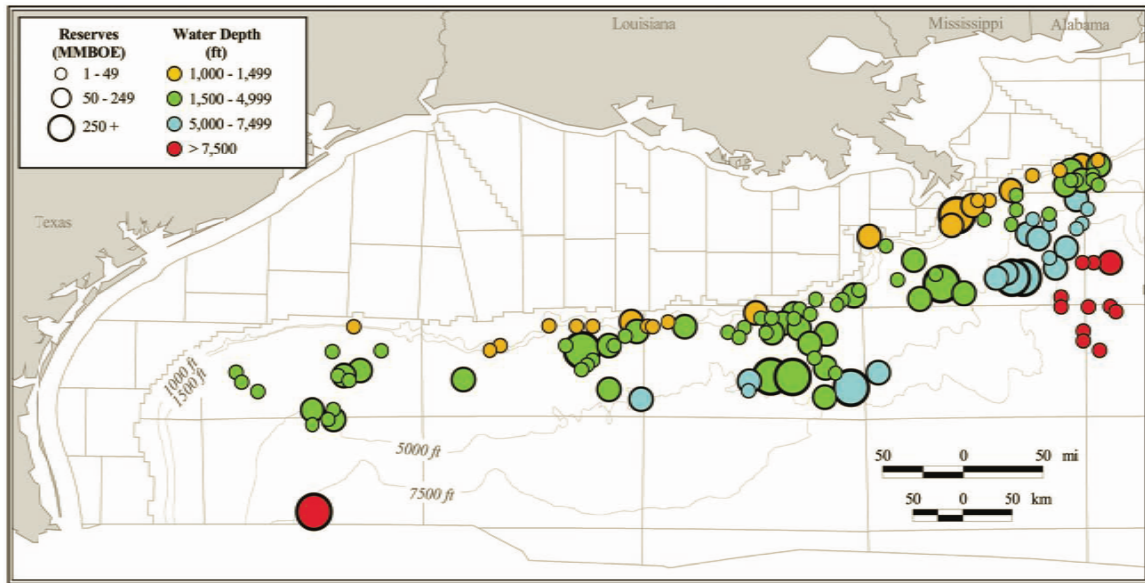 Louisiana
Mississippi
Alabama
Reserves
(MMBOE)
1 - 49
50 - 249
250 +
Water Depth
(ft)
1,000 - 1,499
1,500 - 4,999
5,000 - 7,499
> 7,500
Texas
1000 ft
1500 ft
5000 ft
7500 ft
50 0 50 mi
50 0 50 km